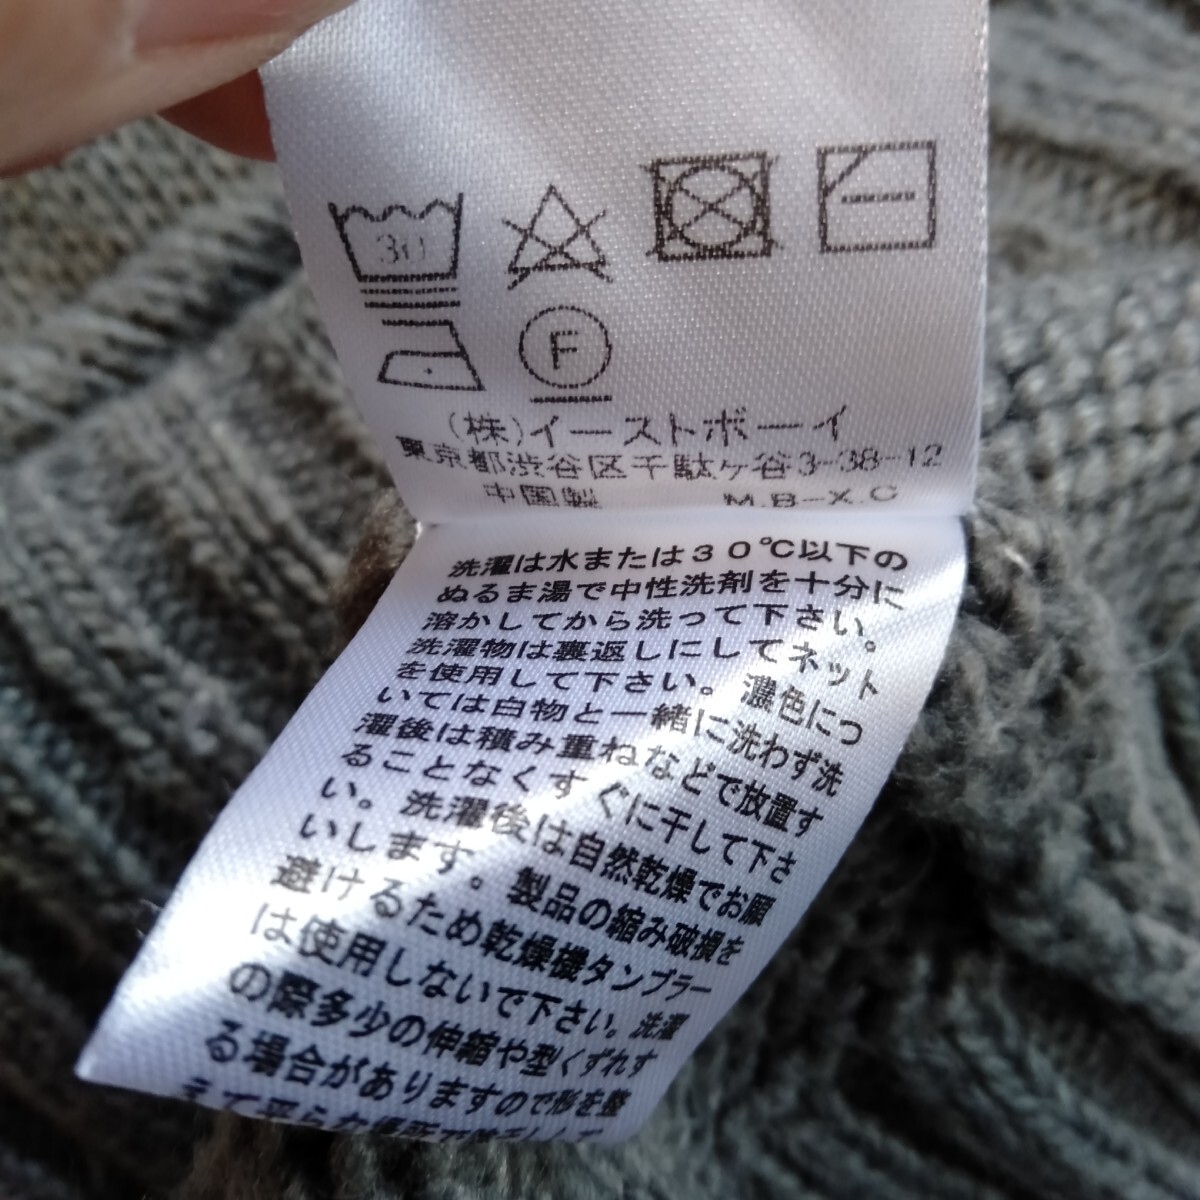 30
F
(株)イーストボーイ
東京都渋谷区千駄ヶ谷3-38-12
中国製 M.B-X.C
洗濯は水または30℃以下の
ぬるま湯で中性洗剤を十分に
溶かしてから洗って下さい。
洗濯物は裏返しにしてネット
を使用して下さい。濃色につ
いては白物と一緒に洗わず洗
濯後は積み重ねなどで放置す
ることなくすぐに干して下さ
い。洗濯後は自然乾燥でお願
いします。製品の縮み破損を
避けるため乾燥機タンブラー
は使用しないで下さい。洗濯
の際多少の伸縮や型くずれす
る場合がありますので形を整
えて平らな